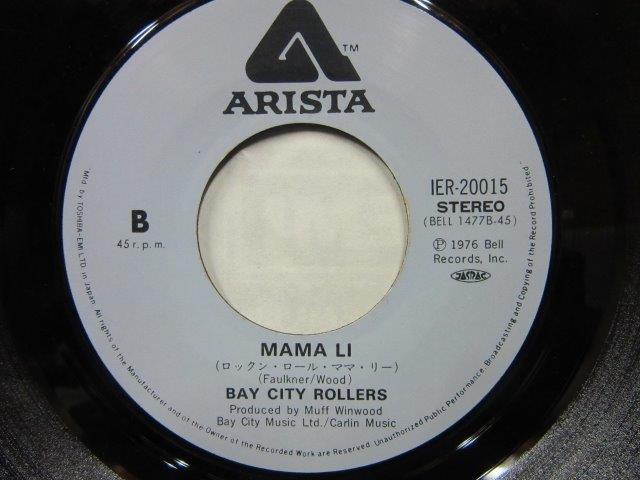 ARISTA™
IER-20015
STEREO
(BELL 1477B-45)
B
45 r.p.m.
Ⓟ 1976 Bell
Records, Inc.
JASRAC
MAMA LI
(ロックン・ロール・ママ・リー)
(Faulkner/Wood)
BAY CITY ROLLERS
Produced by Muff Winwood
Bay City Music Ltd./Carlin Music
"Mfd. by TOSHIBA-EMI LTD in Japan. All rights of the Manufacturer and of the Owner of the Recorded Work are Reserved. Unauthorized Public Performance, Broadcasting and Copying of the Record Prohibited"